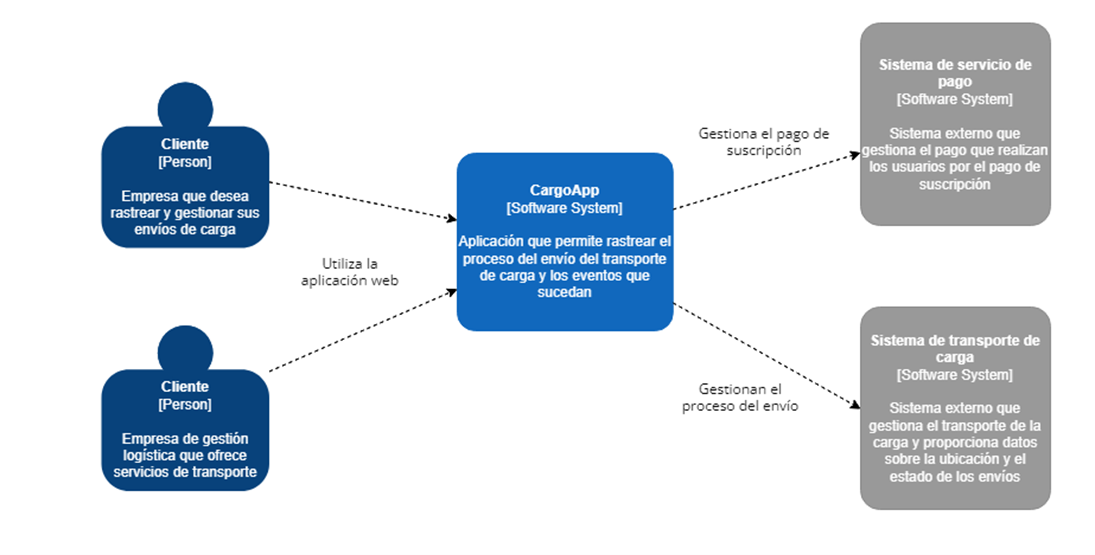 Cliente
[Person]
Empresa que desea
rastrear y gestionar sus
envíos de carga
Utiliza la
aplicación web
Cliente
[Person]
Empresa de gestión
logística que ofrece
servicios de transporte
CargoApp
[Software System]
Aplicación que permite rastrear el
proceso del envío del transporte
de carga y los eventos que
sucedan
Gestiona el pago de
suscripción
Gestionan el
proceso del envío
Sistema de servicio de
pago
[Software System]
Sistema externo que
gestiona el pago que realizan
los usuarios por el pago de
suscripción
Sistema de transporte de
carga
[Software System]
Sistema externo que
gestiona el transporte de la
carga y proporciona datos
sobre la ubicación y el
estado de los envíos